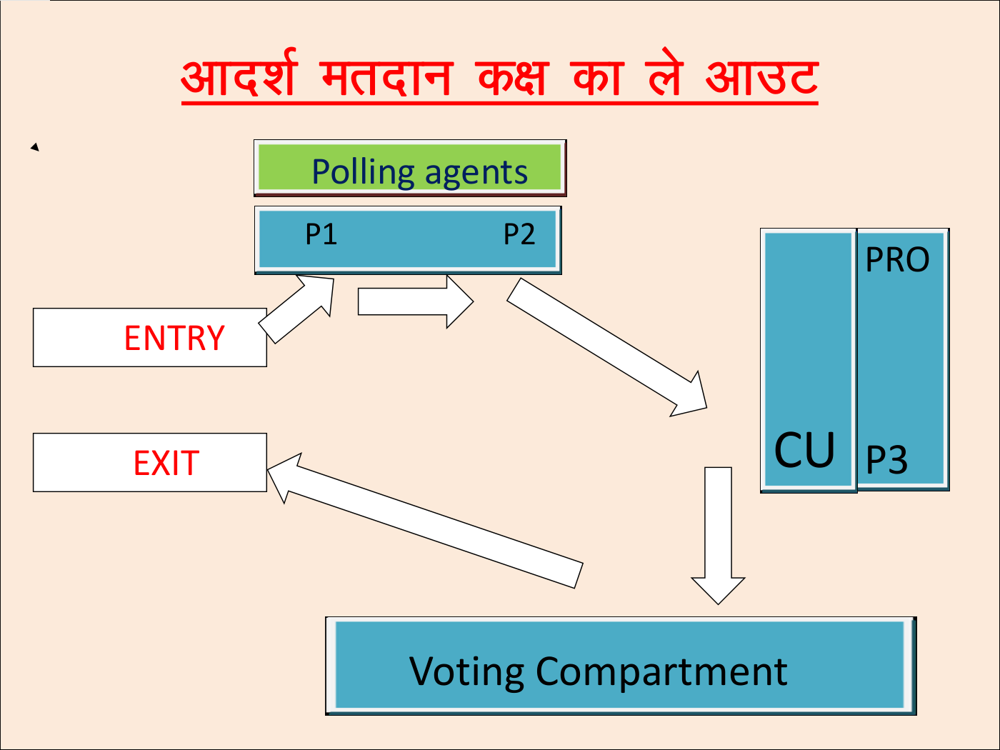 आदर्श मतदान कक्ष का ले आउट
Polling agents
P1 P2
PRO
ENTRY
CU
P3
EXIT
Voting Compartment